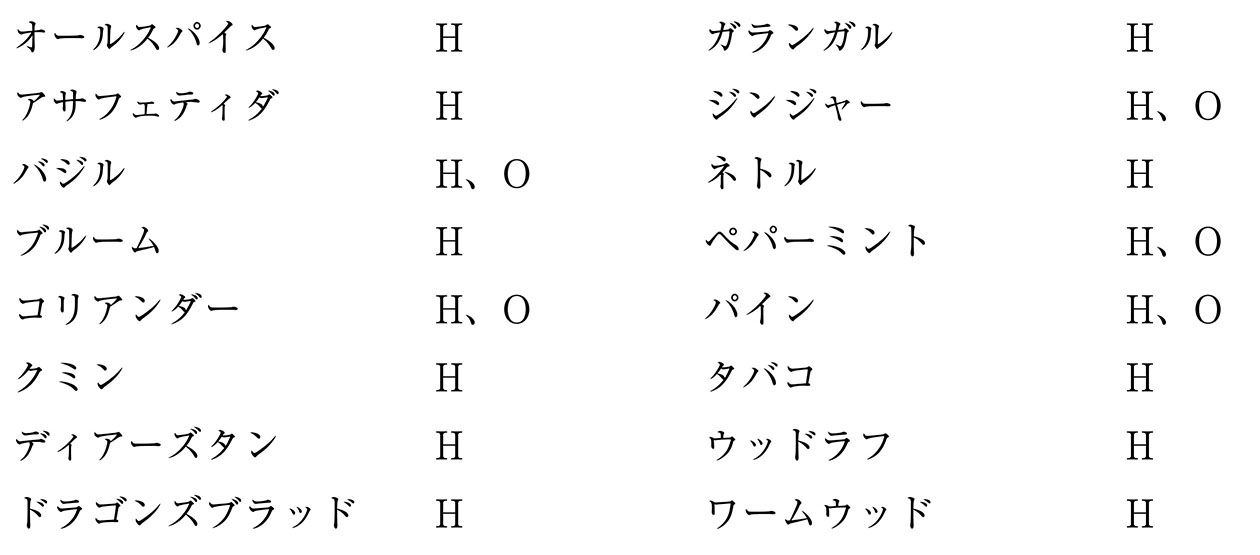 オールスパイス H
アサフェティダ H
バジル H、O
ブルーム H
コリアンダー H、O
クミン H
ディアーズタン H
ドラゴンズブラッド H
ガランガル H
ジンジャー H、O
ネトル H
ペパーミント H、O
パイン H、O
タバコ H
ウッドラフ H
ワームウッド H